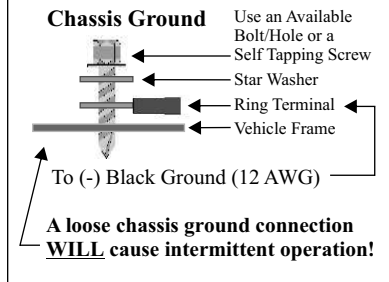 Chassis Ground
Use an Available
Bolt/Hole or a
Self Tapping Screw
Star Washer
Ring Terminal
Vehicle Frame
To (-) Black Ground (12 AWG)
A loose chassis ground connection
WILL cause intermittent operation!